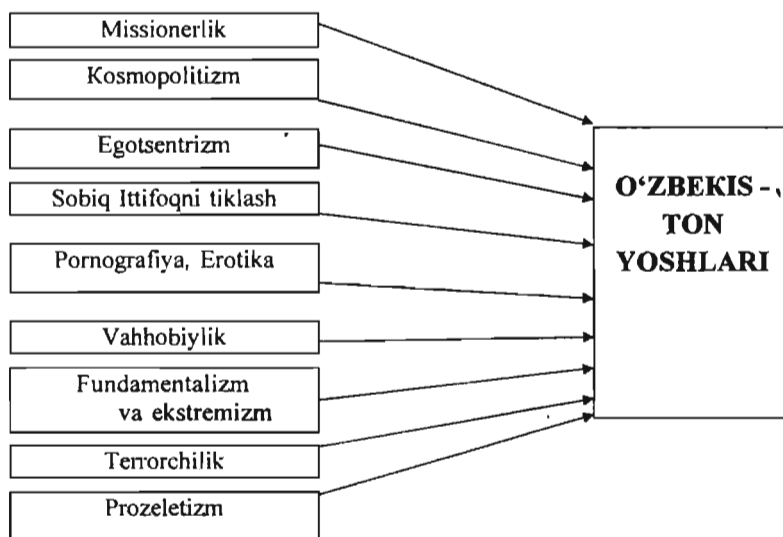 Missionerlik
Kosmopolitizm
Egotsentrizm
Sobiq Ittifoqni tiklash
Pornografiya, Erotika
Vahhobiylik
Fundamentalizm
va ekstremizm
Terrorchilik
Prozeletizm
O‘ZBEKIS -
TON
YOSHLARI